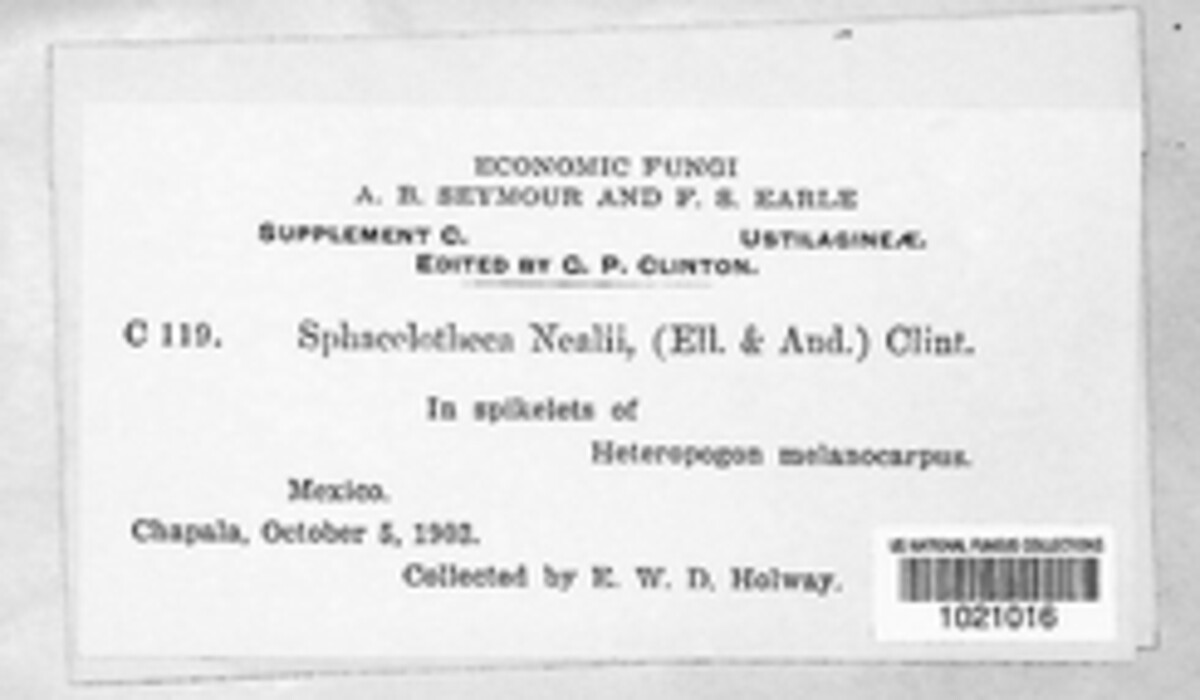 ECONOMIC FUNGI
A. B. SEYMOUR AND F. S. EARLE
SUPPLEMENT C. USTILAGINEÆ.
EDITED BY G. P. CLINTON.
C 119. Sphacelotheca Nealii, (Ell. & And.) Clint.
In spikelets of
Heteropogon melanocarpus.
Mexico.
Chapala, October 5,
Collected by E. W. D. Holway.
US NATIONAL FUNGUS COLLECTIONS
1021016